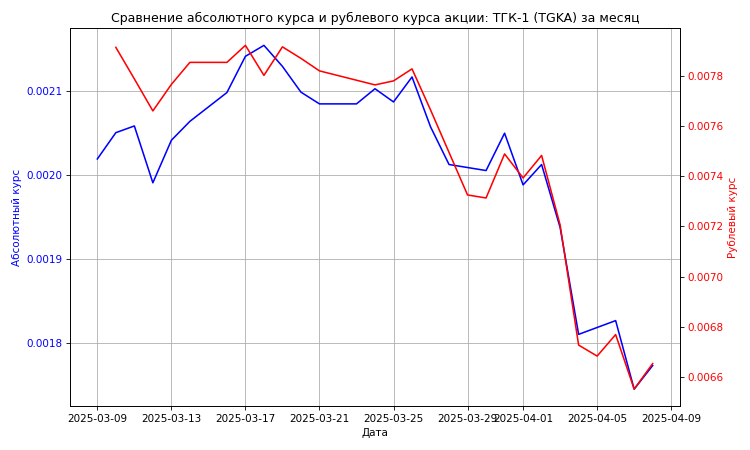 Сравнение абсолютного курса и рублевого курса акции: ТГК-1 (TGKA) за месяц
Абсолютный курс
0.0021
0.0020
0.0019
0.0018
0.0078
0.0076
0.0074
0.0072
0.0070
0.0068
0.0066
Рублевый курс
2025-03-09 2025-03-13 2025-03-17 2025-03-21 2025-03-25 2025-03-29 2025-04-01 2025-04-05 2025-04-09
Дата